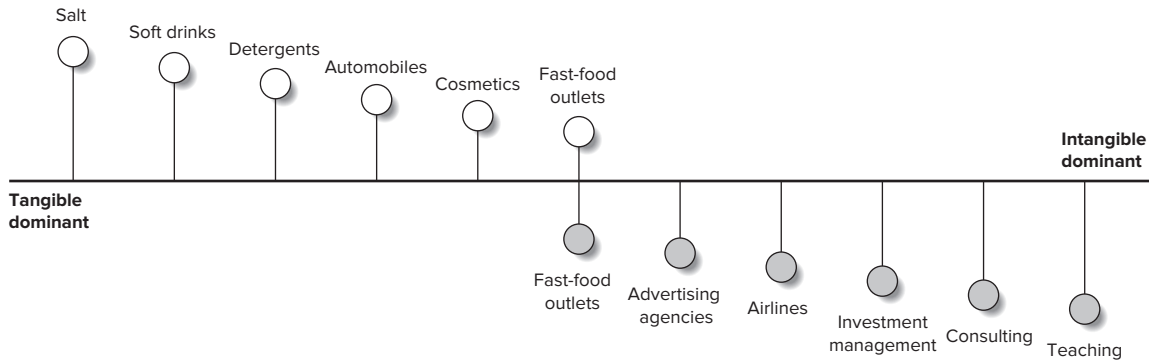 Salt
Soft drinks
Detergents
Automobiles
Cosmetics
Fast-food
outlets
Intangible
dominant
Tangible
dominant
Fast-food
outlets
Advertising
agencies
Airlines
Investment
management
Consulting
Teaching